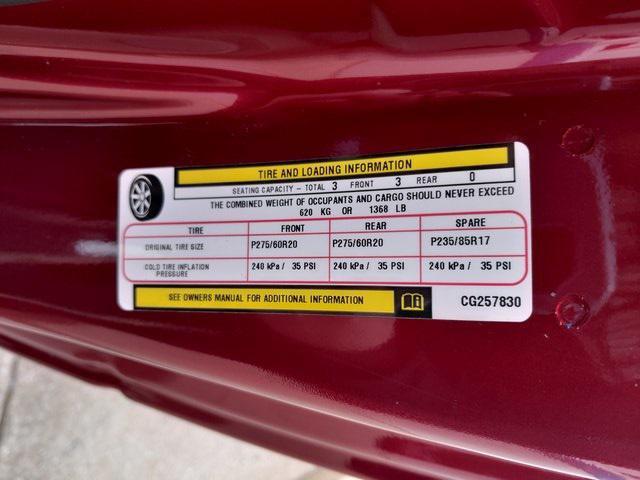 TIRE AND LOADING INFORMATION
SEATING CAPACITY - TOTAL 3 FRONT 3 REAR 0
THE COMBINED WEIGHT OF OCCUPANTS AND CARGO SHOULD NEVER EXCEED
620 KG OR 1368 LB
TIRE FRONT REAR SPARE
ORIGINAL TIRE SIZE P275/60R20 P275/60R20 P235/85R17
COLD TIRE INFLATION PRESSURE 240 kPa / 35 PSI 240 kPa / 35 PSI 240 kPa / 35 PSI
SEE OWNERS MANUAL FOR ADDITIONAL INFORMATION CG257830